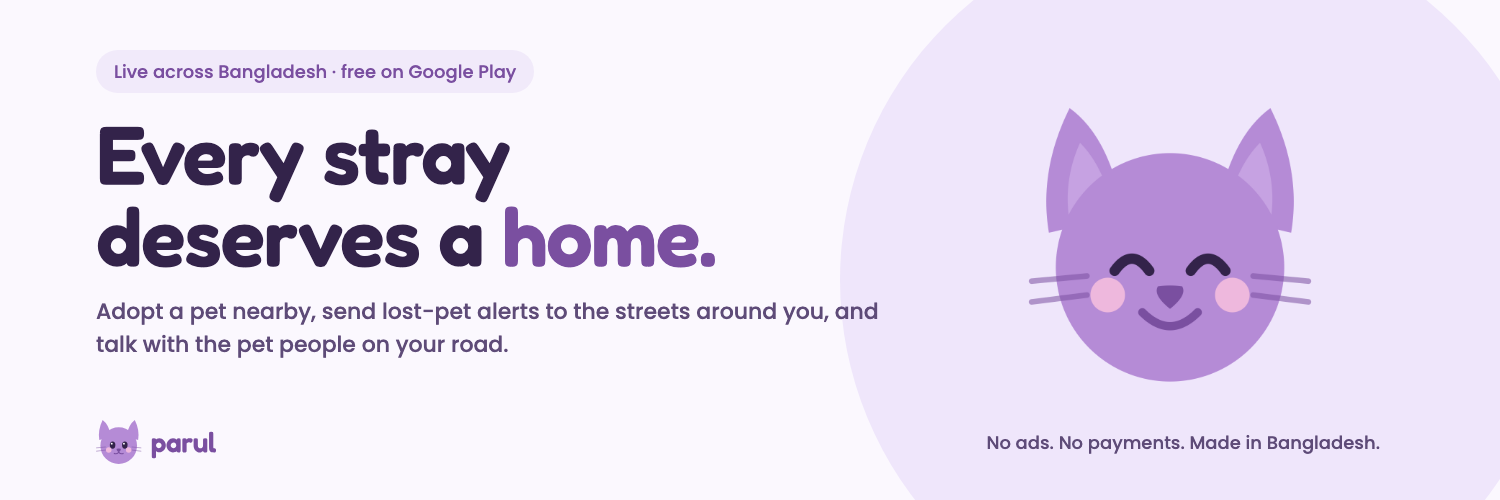 Live across Bangladesh · free on Google Play
Every stray
deserves a home.
Adopt a pet nearby, send lost-pet alerts to the streets around you, and
talk with the pet people on your road.
parul
No ads. No payments. Made in Bangladesh.